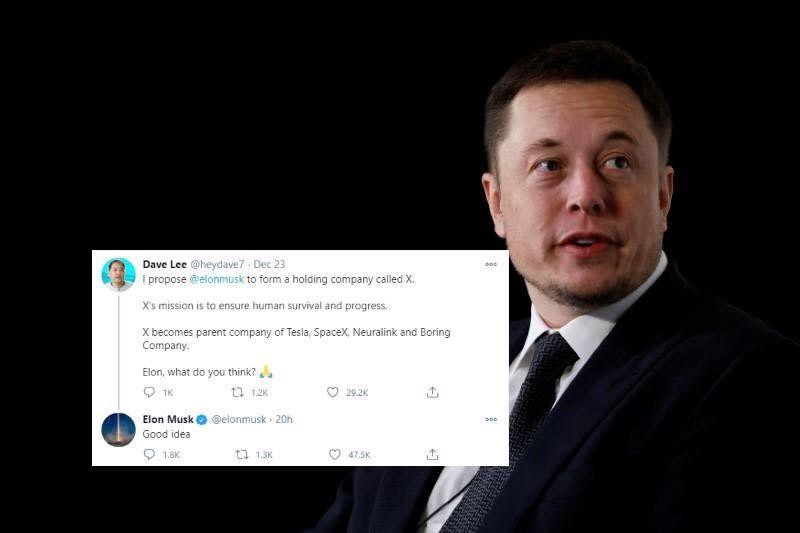 Dave Lee @heydave7 · Dec 23
I propose @elonmusk to form a holding company called X.
X's mission is to ensure human survival and progress.
X becomes parent company of Tesla, SpaceX, Neuralink and Boring
Company.
Elon, what do you think? 🙏
1K 1.2K 29.2K
Elon Musk @elonmusk · 20h
Good idea
1.8K 1.3K 47.5K